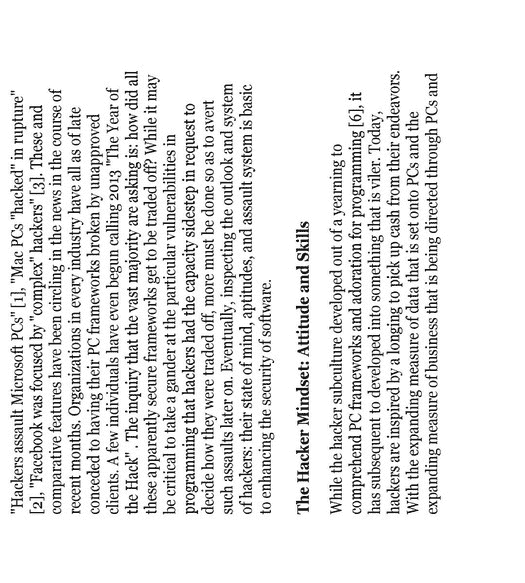 "Hackers assault Microsoft PCs" [1], "Mac PCs "hacked" in rupture"
[2], "Facebook was focused by "complex" hackers" [3]. These and
comparative features have been circling in the news in the course of
recent months. Organizations in every industry have all as of late
conceded to having their PC frameworks broken by unapproved
clients. A few individuals have even begun calling 2013 "The Year of
the Hack" . The inquiry that the vast majority are asking is: how did all
these apparently secure frameworks get to be traded off? While it may
be critical to take a gander at the particular vulnerabilities in
programming that hackers had the capacity sidestep in request to
decide how they were traded off, more must be done so as to avert
such assaults later on. Eventually, inspecting the outlook and system
of hackers: their state of mind, aptitudes, and assault system is basic
to enhancing the security of software.
The Hacker Mindset: Attitude and Skills
While the hacker subculture developed out of a yearning to
comprehend PC frameworks and adoration for programming [6], it
has subsequent to developed into something that is viler. Today,
hackers are inspired by a longing to pick up cash from their endeavors.
With the expanding measure of data that is set onto PCs and the
expanding measure of business that is being directed through PCs and